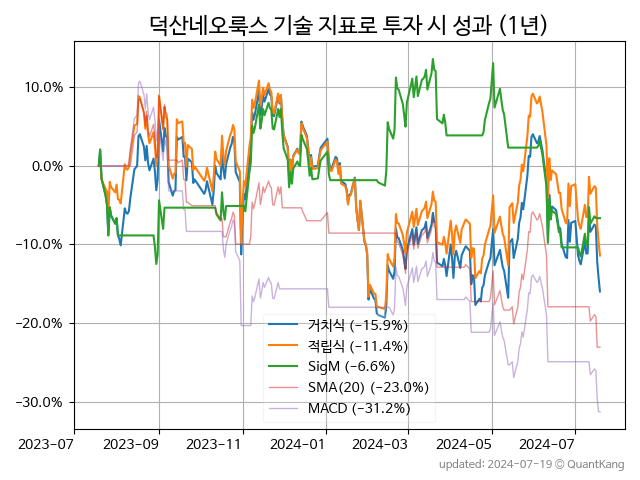 덕산네오룩스 기술 지표로 투자 시 성과 (1년)
10.0%
0.0%
−10.0%
−20.0%
−30.0%
거치식 (−15.9%)
적립식 (−11.4%)
SigM (−6.6%)
SMA(20) (−23.0%)
MACD (−31.2%)
2023-07 2023-09 2023-11 2024-01 2024-03 2024-05 2024-07
updated: 2024-07-19 © QuantKang